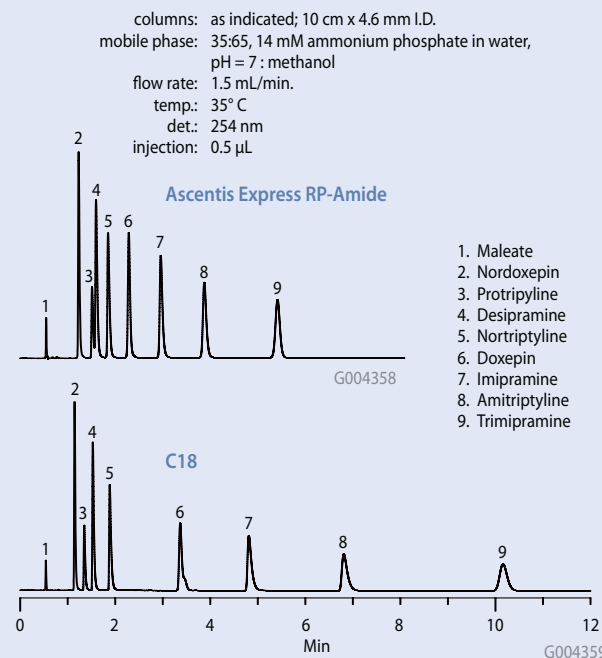 columns: as indicated; 10 cm x 4.6 mm I.D.
mobile phase: 35:65, 14 mM ammonium phosphate in water,
pH = 7 : methanol
flow rate: 1.5 mL/min.
temp.: 35° C
det.: 254 nm
injection: 0.5 µL
Ascentis Express RP-Amide
1
2
3
4
5
6
7
8
9
G004358
1. Maleate
2. Nordoxepin
3. Protripyline
4. Desipramine
5. Nortriptyline
6. Doxepin
7. Imipramine
8. Amitriptyline
9. Trimipramine
C18
1
2
3
4
5
6
7
8
9
0 2 4 6 8 10 12
Min
G004359